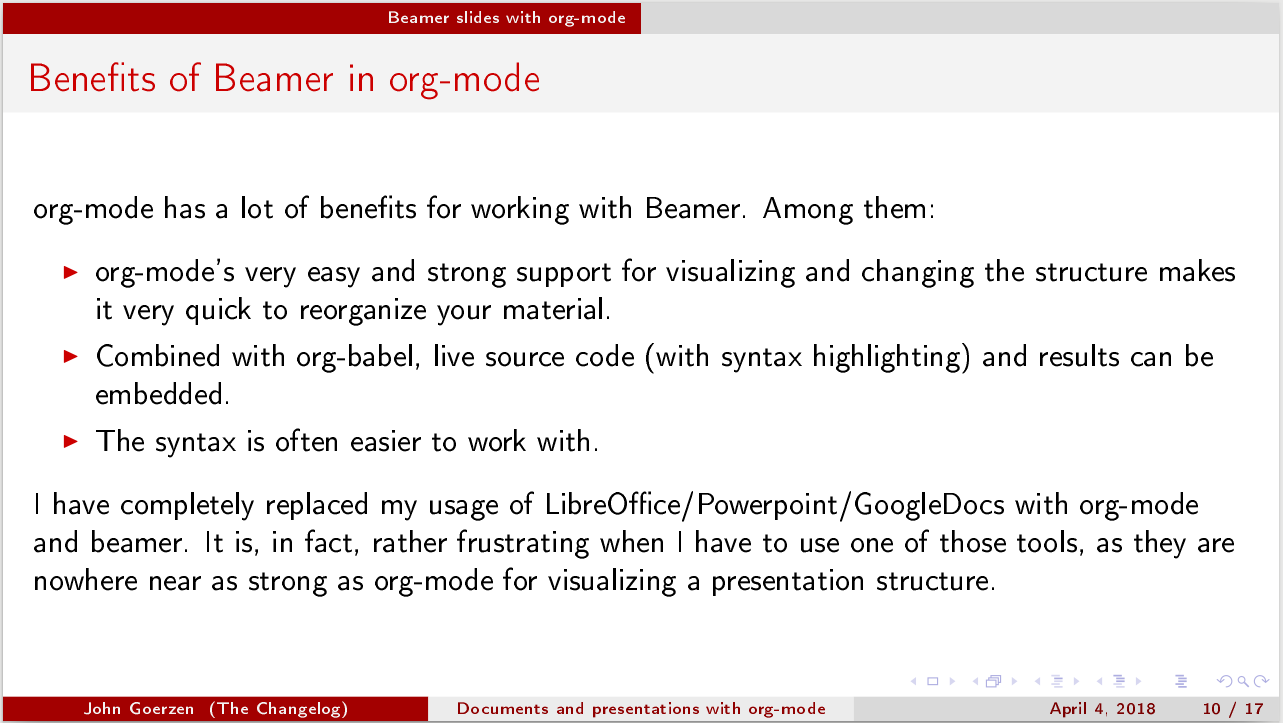 Beamer slides with org-mode
Benefits of Beamer in org-mode
org-mode has a lot of benefits for working with Beamer. Among them:
org-mode's very easy and strong support for visualizing and changing the structure makes
it very quick to reorganize your material.
Combined with org-babel, live source code (with syntax highlighting) and results can be
embedded.
The syntax is often easier to work with.
I have completely replaced my usage of LibreOffice/Powerpoint/GoogleDocs with org-mode
and beamer. It is, in fact, rather frustrating when I have to use one of those tools, as they are
nowhere near as strong as org-mode for visualizing a presentation structure.
John Goerzen (The Changelog) Documents and presentations with org-mode April 4, 2018 10 / 17